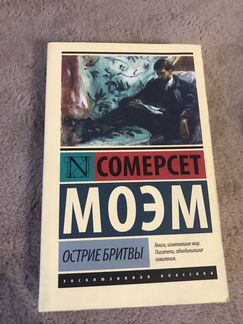 N
СОМЕРСЕТ
МОЭМ
ОСТРИЕ БРИТВЫ
Книги, изменившие мир.
Писатели, объединившие
поколения.
ЭКСКЛЮЗИВНАЯ КЛАССИКА